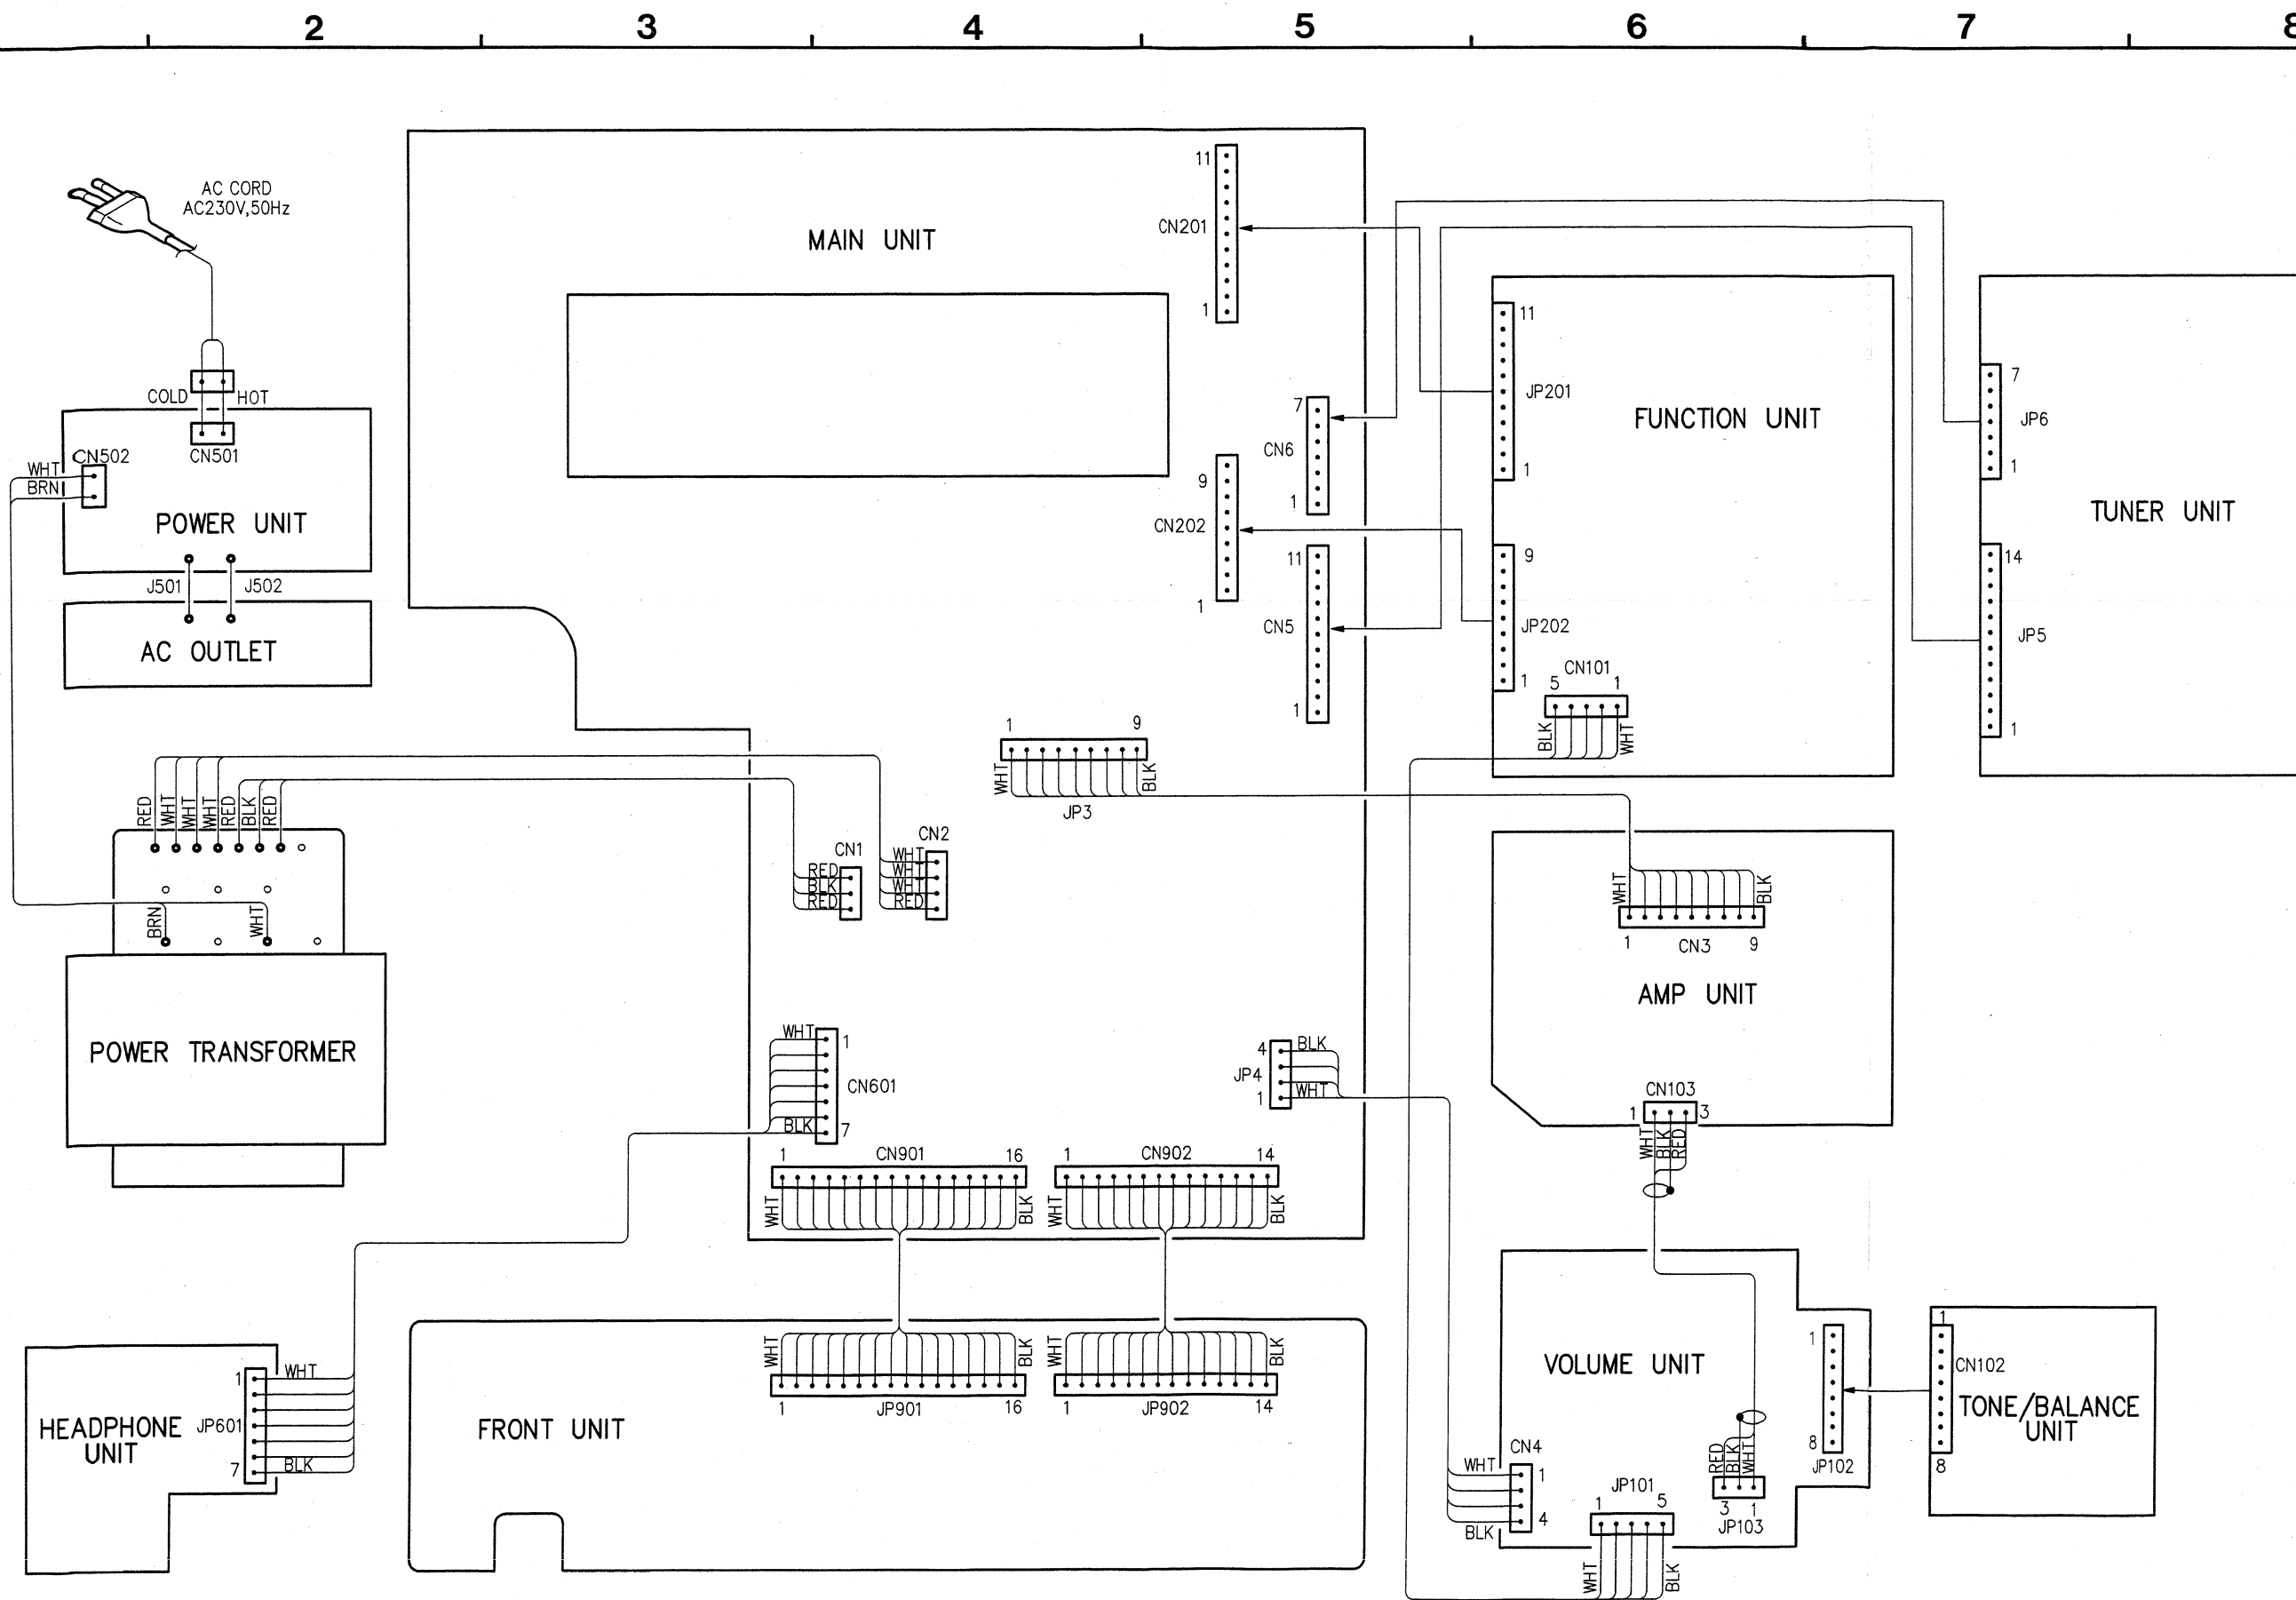 2 3 4 5 6 7 8
AC CORD
AC230V,50Hz
COLD HOT
CN501
CN502
WHT
BRN
POWER UNIT
J501 J502
AC OUTLET
RED WHT WHT WHT RED BLK RED
BRN WHT
POWER TRANSFORMER
MAIN UNIT
11
CN201
1
7
CN6
1
9
CN202
1
11
CN5
1
1 9
WHT BLK
JP3
CN1
RED
BLK
RED
CN2
WHT
WHT
WHT
RED
WHT 1
CN601
BLK 7
4 BLK
JP4
1 WHT
1 CN901 16
WHT BLK
1 CN902 14
WHT BLK
WHT BLK
1 JP901 16
WHT BLK
1 JP902 14
FRONT UNIT
HEADPHONE
UNIT
1 WHT
JP601
7 BLK
FUNCTION UNIT
11
JP201
1
9
JP202
1
CN101
5 1
BLK WHT
TUNER UNIT
7
JP6
1
14
JP5
1
AMP UNIT
WHT BLK
1 CN3 9
CN103
1 3
WHT BLK RED
VOLUME UNIT
CN4
WHT 1
BLK 4
JP101
1 5
WHT BLK
RED BLK WHT
3 1
JP103
1
8
JP102
1
CN102
8
TONE/BALANCE
UNIT